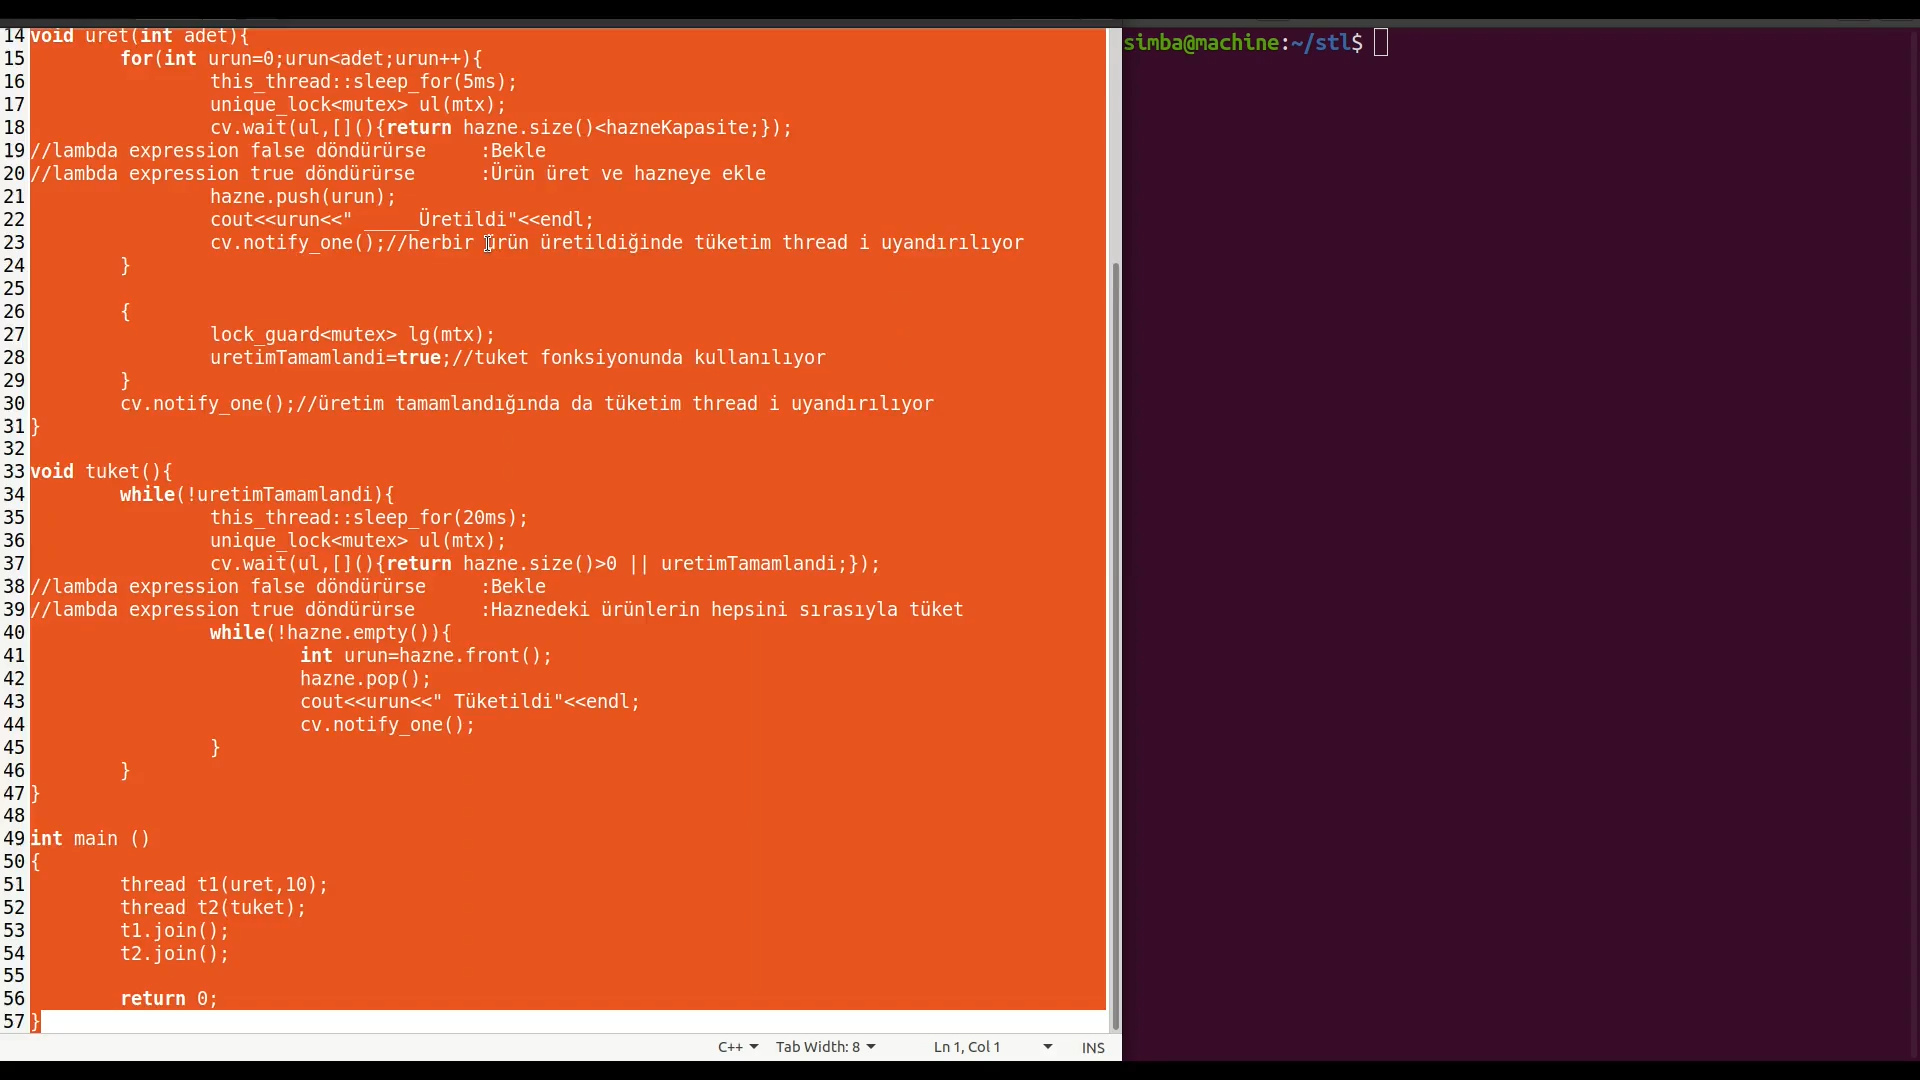 14 void uret(int adet){
15 for(int urun=0;urun<adet;urun++){
16 this_thread::sleep_for(5ms);
17 unique_lock<mutex> ul(mtx);
18 cv.wait(ul,[](){return hazne.size()<hazneKapasite;});
19 //lambda expression false döndürürse :Bekle
20 //lambda expression true döndürürse :Ürün üret ve hazneye ekle
21 hazne.push(urun);
22 cout<<urun<<" _____Üretildi"<<endl;
23 cv.notify_one();//herbir ürün üretildiğinde tüketim thread i uyandırılıyor
24 }
25
26 {
27 lock_guard<mutex> lg(mtx);
28 uretimTamamlandi=true;//tuket fonksiyonunda kullanılıyor
29 }
30 cv.notify_one();//üretim tamamlandığında da tüketim thread i uyandırılıyor
31 }
32
33 void tuket(){
34 while(!uretimTamamlandi){
35 this_thread::sleep_for(20ms);
36 unique_lock<mutex> ul(mtx);
37 cv.wait(ul,[](){return hazne.size()>0 || uretimTamamlandi;});
38 //lambda expression false döndürürse :Bekle
39 //lambda expression true döndürürse :Haznedeki ürünlerin hepsini sırasıyla tüket
40 while(!hazne.empty()){
41 int urun=hazne.front();
42 hazne.pop();
43 cout<<urun<<" Tüketildi"<<endl;
44 cv.notify_one();
45 }
46 }
47 }
48
49 int main ()
50 {
51 thread t1(uret,10);
52 thread t2(tuket);
53 t1.join();
54 t2.join();
55
56 return 0;
57 }
C++ Tab Width: 8 Ln 1, Col 1 INS
simba@machine:~/stl$